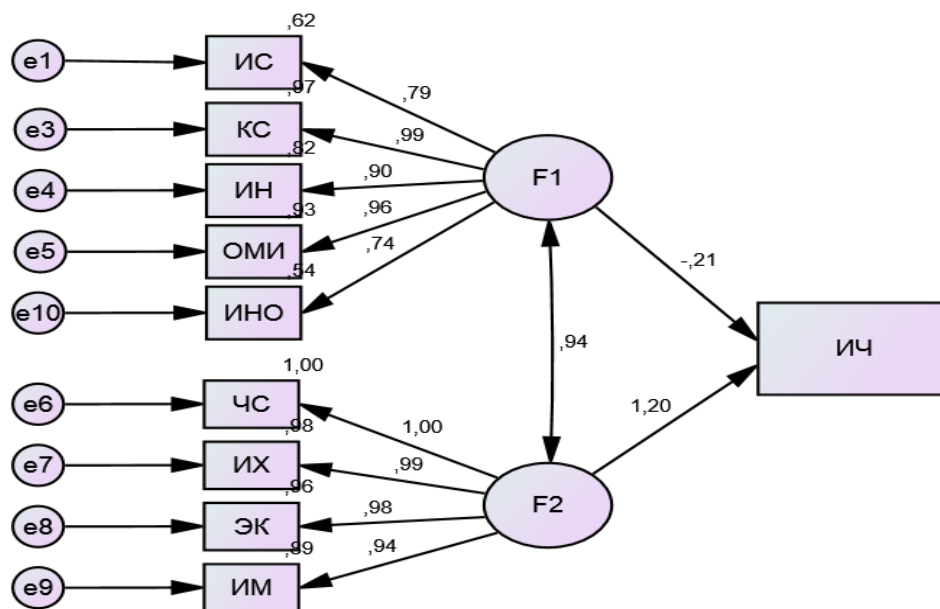 ,62
e1
ИС
,79
,97
e3
КС
,99
,82
e4
ИН
,90
F1
,93
e5
ОМИ
,96
,54
e10
ИНО
,74
-,21
,94
ИЧ
1,00
e6
ЧС
1,00
1,20
,98
e7
ИХ
,99
,96
F2
e8
ЭК
,98
,89
e9
ИМ
,94